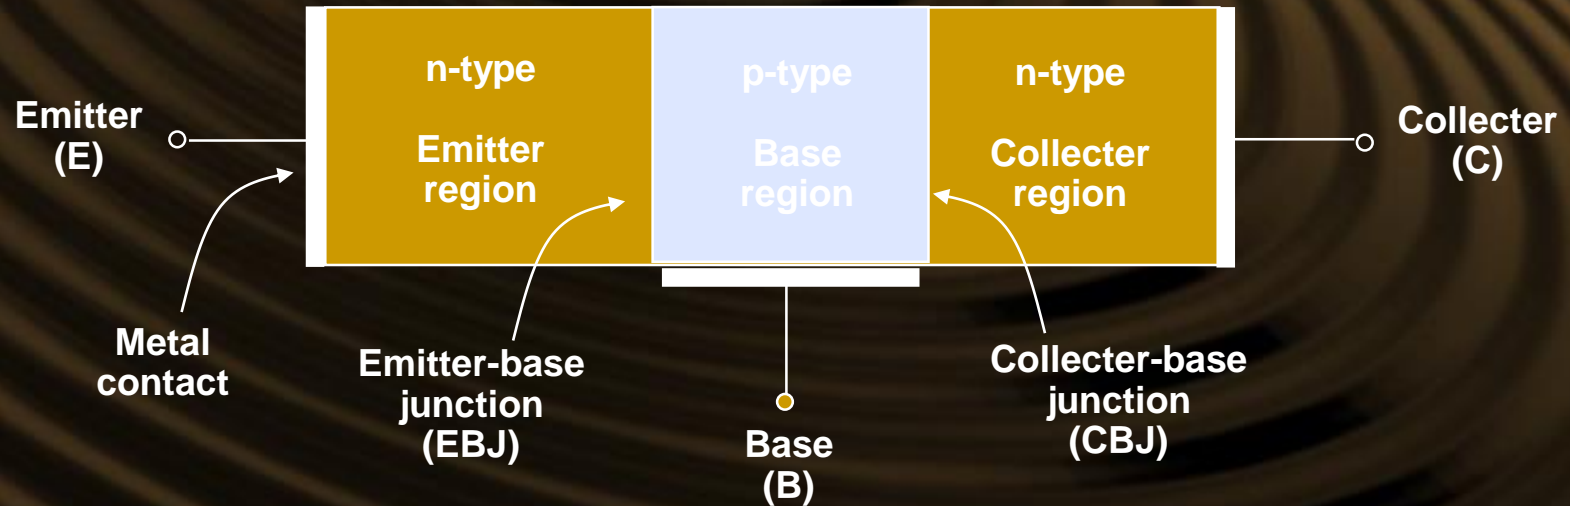 n-type
p-type
n-type
Emitter
(E)
Emitter
region
Base
region
Collecter
region
Collecter
(C)
Metal
contact
Emitter-base
junction
(EBJ)
Base
(B)
Collecter-base
junction
(CBJ)